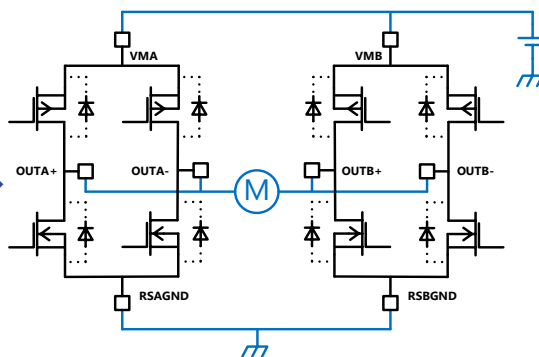 VMA
VMB
OUTA+
OUTA-
M
OUTB+
OUTB-
RSAGND
RSBGND